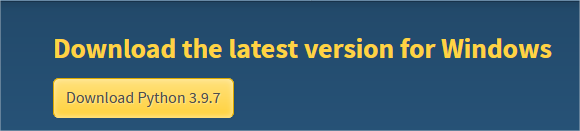 Download the latest version for Windows
Download Python 3.9.7